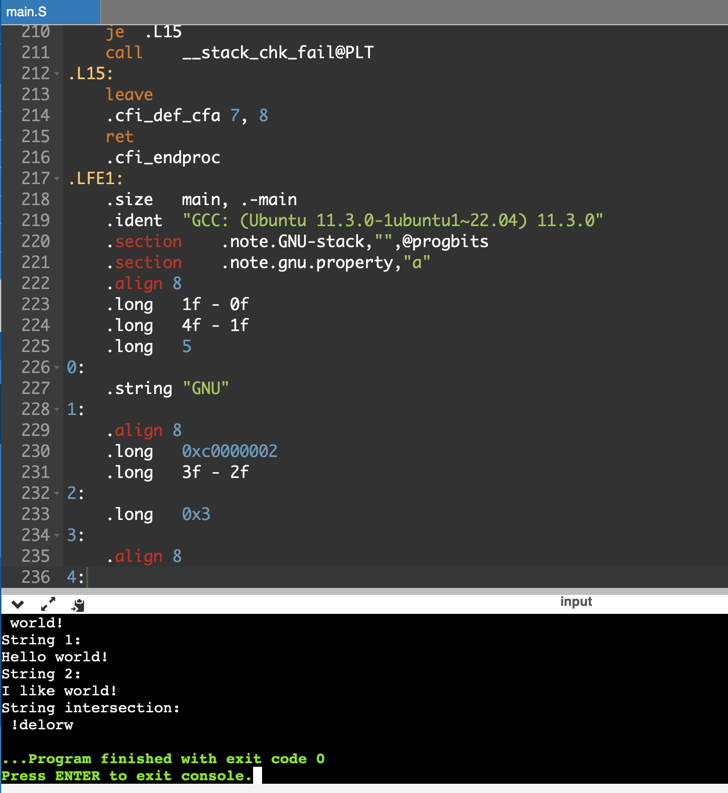 main.S
210 je .L15
211 call __stack_chk_fail@PLT
212 .L15:
213 leave
214 .cfi_def_cfa 7, 8
215 ret
216 .cfi_endproc
217 .LFE1:
218 .size main, .-main
219 .ident "GCC: (Ubuntu 11.3.0-1ubuntu1~22.04) 11.3.0"
220 .section .note.GNU-stack,"",@progbits
221 .section .note.gnu.property,"a"
222 .align 8
223 .long 1f - 0f
224 .long 4f - 1f
225 .long 5
226 0:
227 .string "GNU"
228 1:
229 .align 8
230 .long 0xc0000002
231 .long 3f - 2f
232 2:
233 .long 0x3
234 3:
235 .align 8
236 4:
input
world!
String 1:
Hello world!
String 2:
I like world!
String intersection:
!delorw
...Program finished with exit code 0
Press ENTER to exit console.